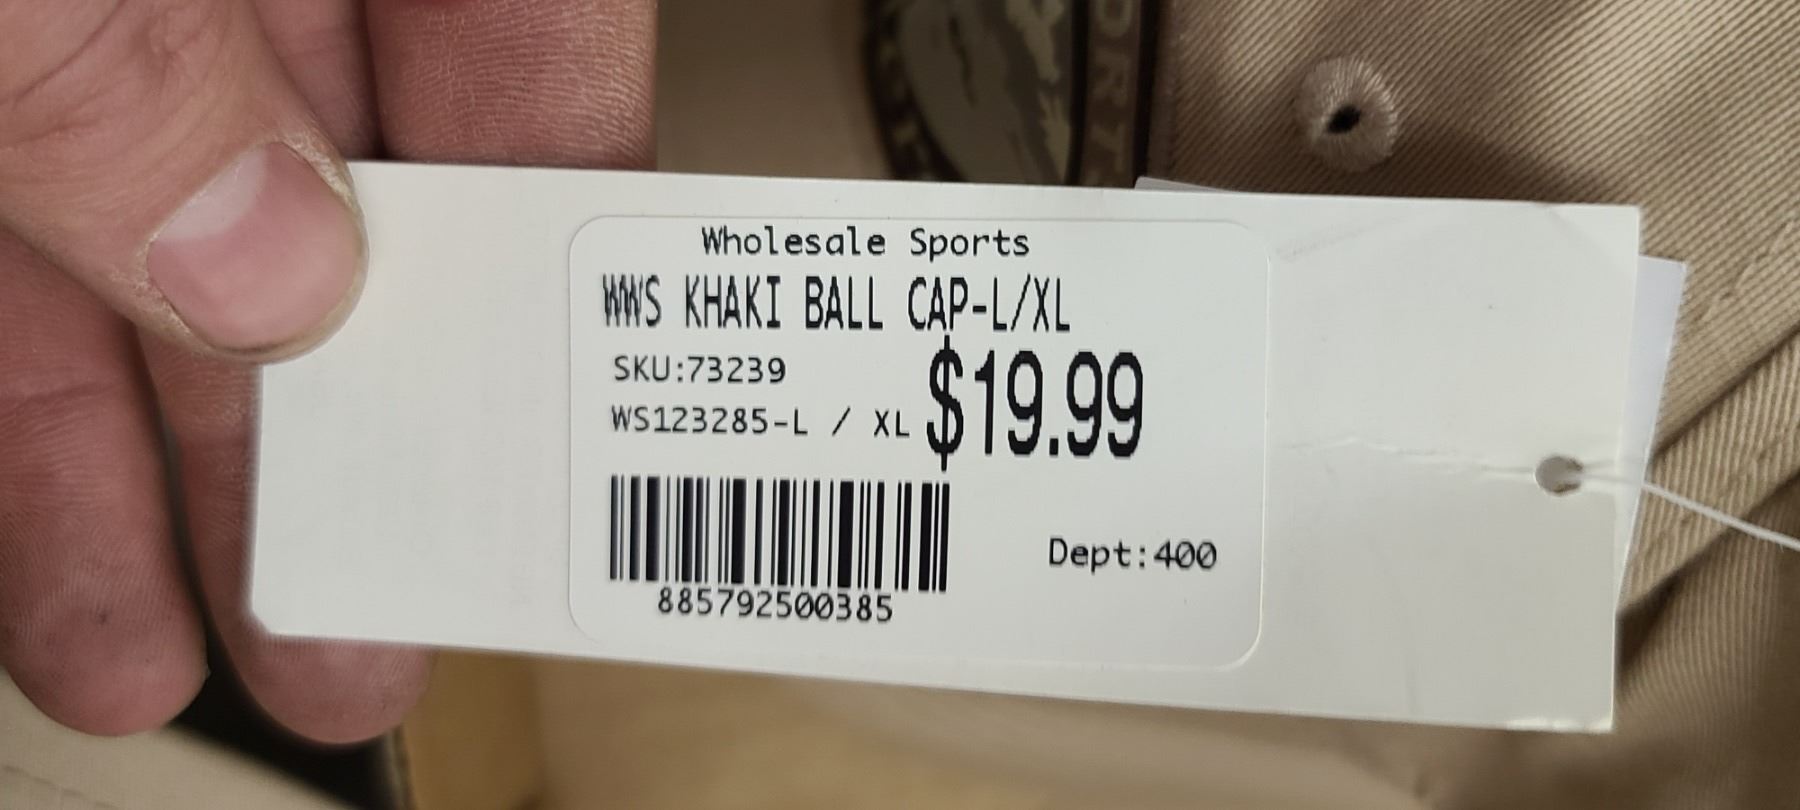 Wholesale Sports
WWS KHAKI BALL CAP-L/XL
SKU:73239
WS123285-L / XL
$19.99
Dept:400
885792500385